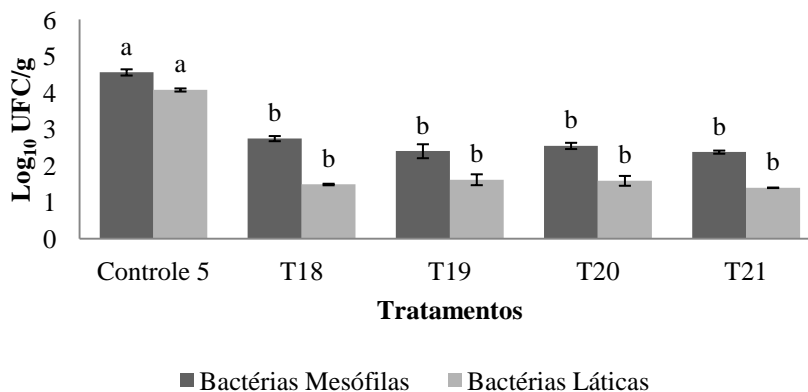 6
5
4
3
2
1
0
Log₁₀ UFC/g
a a
b b
b b
b b
b b
Controle 5 T18 T19 T20 T21
Tratamentos
Bactérias Mesófilas Bactérias Láticas